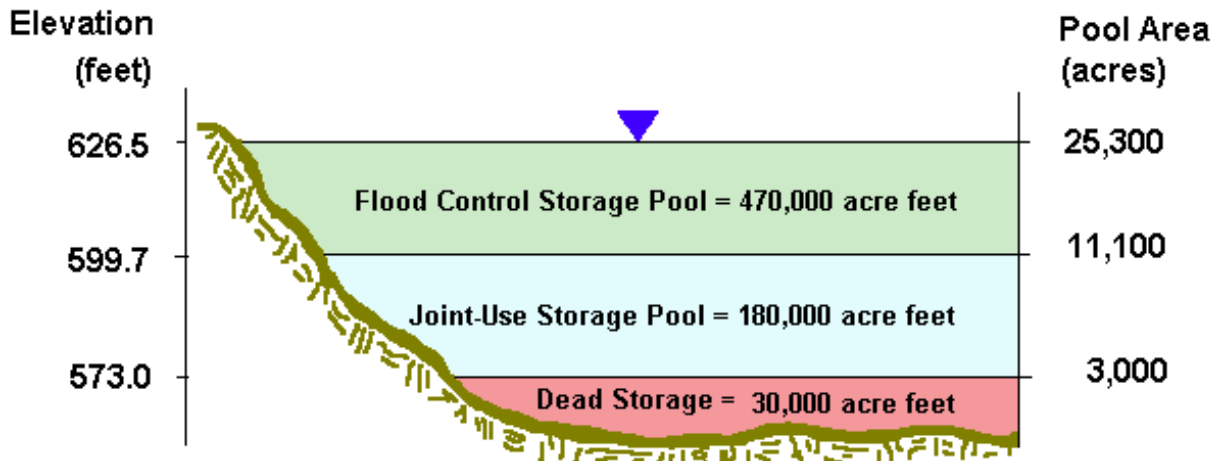 Elevation
(feet)
Pool Area
(acres)
626.5
25,300
Flood Control Storage Pool = 470,000 acre feet
599.7
11,100
Joint-Use Storage Pool = 180,000 acre feet
573.0
3,000
Dead Storage = 30,000 acre feet